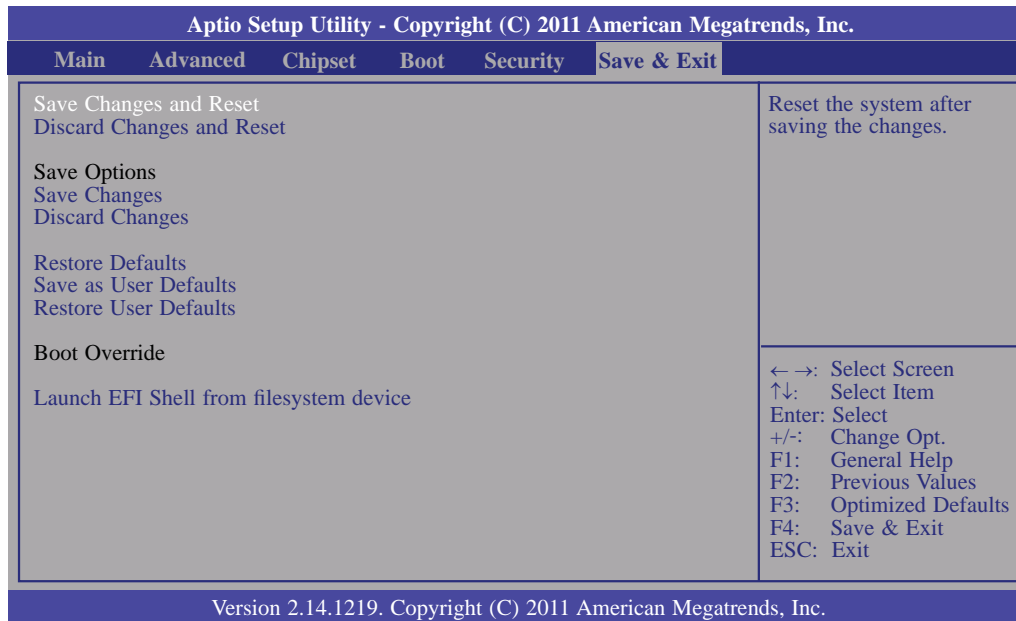 Aptio Setup Utility - Copyright (C) 2011 American Megatrends, Inc.
Main Advanced Chipset Boot Security Save & Exit
Save Changes and Reset
Discard Changes and Reset
Save Options
Save Changes
Discard Changes
Restore Defaults
Save as User Defaults
Restore User Defaults
Boot Override
Launch EFI Shell from filesystem device
Reset the system after
saving the changes.
← →: Select Screen
↑↓: Select Item
Enter: Select
+/-: Change Opt.
F1: General Help
F2: Previous Values
F3: Optimized Defaults
F4: Save & Exit
ESC: Exit
Version 2.14.1219. Copyright (C) 2011 American Megatrends, Inc.